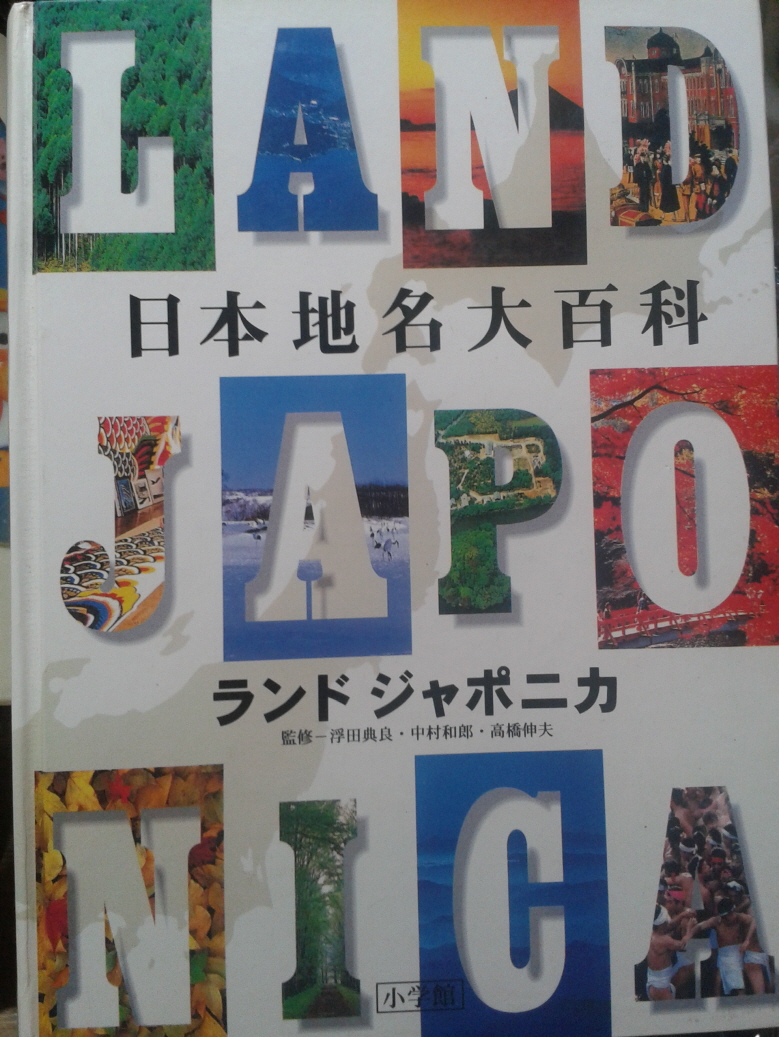 LAND
日本地名大百科
JAPO
ランドジャポニカ
監修－浮田典良・中村和郎・高橋伸夫
NICA
小学館